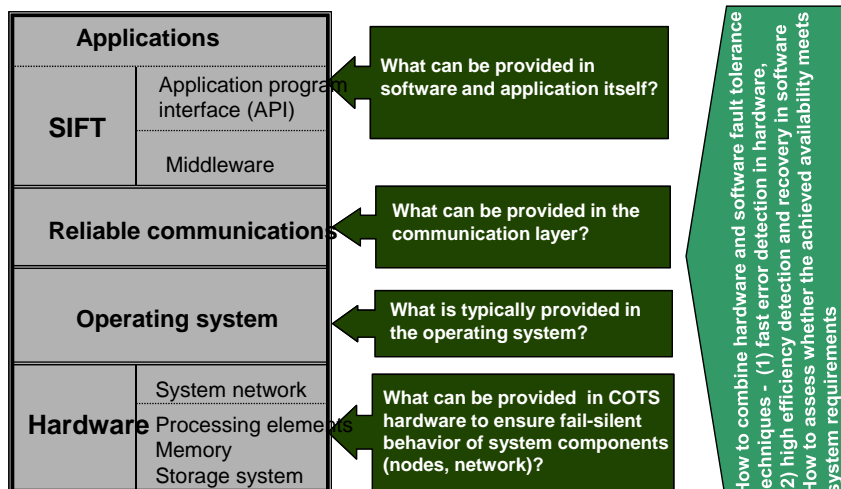 Applications
SIFT
Application program
interface (API)
Middleware
Reliable communications
Operating system
Hardware
System network
Processing elements
Memory
Storage system
What can be provided in
software and application itself?
What can be provided in the
communication layer?
What is typically provided in
the operating system?
What can be provided in COTS
hardware to ensure fail-silent
behavior of system components
(nodes, network)?
How to combine hardware and software fault tolerance
techniques - (1) fast error detection in hardware,
(2) high efficiency detection and recovery in software
How to assess whether the achieved availability meets
system requirements